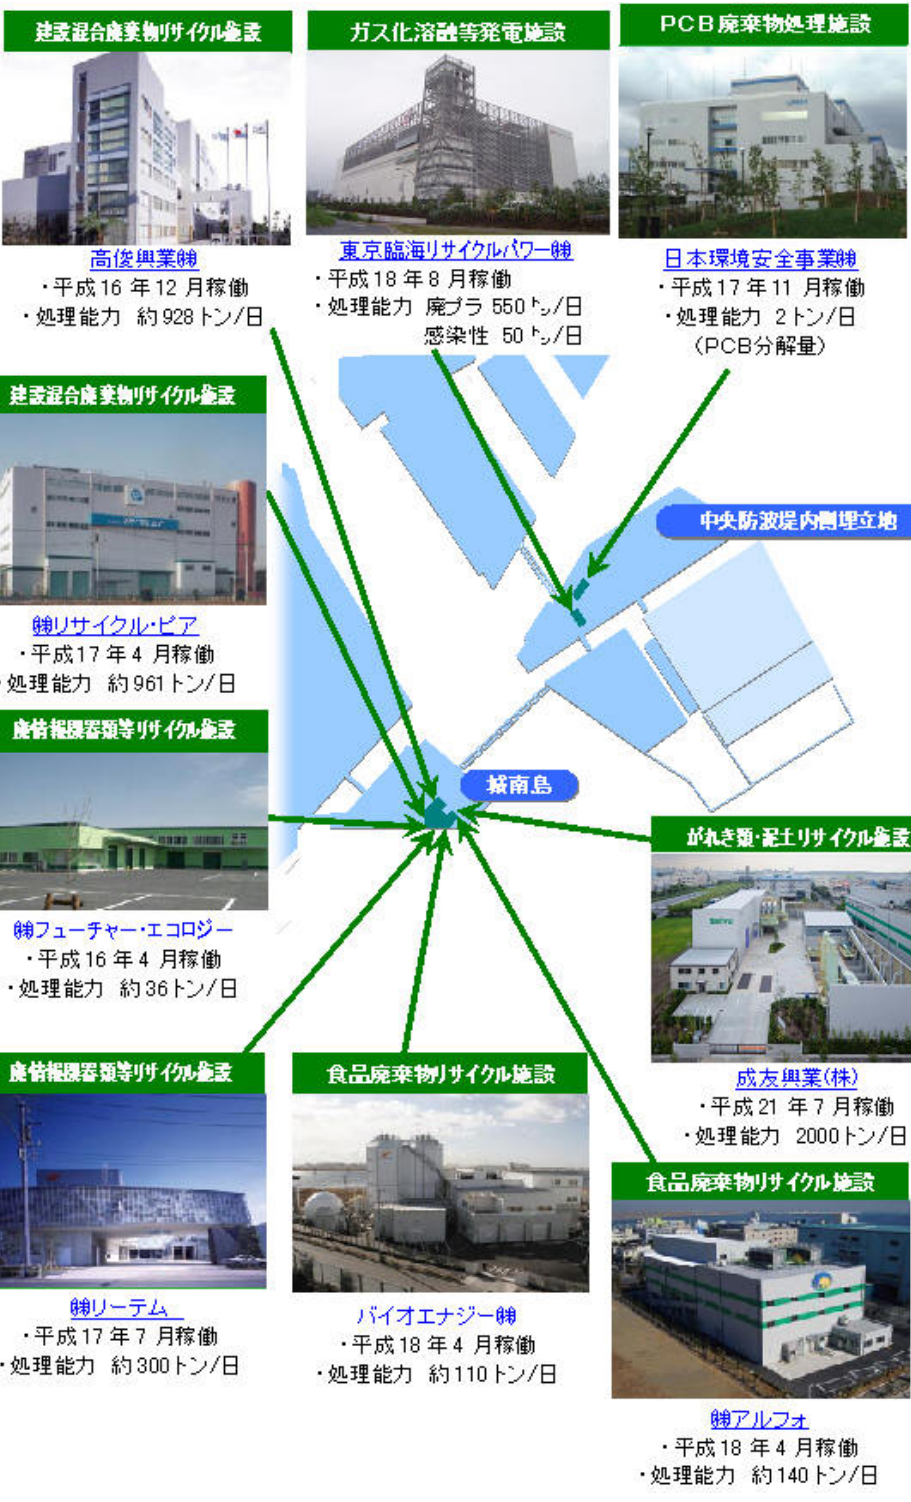 建設混合廃棄物リサイクル施設
高俊興業㈱
・平成16年12月稼働
・処理能力 約928トン/日
ガス化溶融等発電施設
東京臨海リサイクルパワー㈱
・平成18年8月稼働
・処理能力 廃プラ 550㌧/日
感染性 50㌧/日
PCB廃棄物処理施設
日本環境安全事業㈱
・平成17年11月稼働
・処理能力 2トン/日
(PCB分解量)
建設混合廃棄物リサイクル施設
㈱リサイクル・ピア
・平成17年4月稼働
・処理能力 約961トン/日
中央防波堤内側埋立地
廃情報機器類等リサイクル施設
㈱フューチャー・エコロジー
・平成16年4月稼働
・処理能力 約36トン/日
城南島
がれき類・泥土リサイクル施設
成友興業(株)
・平成21年7月稼働
・処理能力 2000トン/日
廃情報機器類等リサイクル施設
㈱リーテム
・平成17年7月稼働
・処理能力 約300トン/日
食品廃棄物リサイクル施設
バイオエナジー㈱
・平成18年4月稼働
・処理能力 約110トン/日
食品廃棄物リサイクル施設
㈱アルフォ
・平成18年4月稼働
・処理能力 約140トン/日